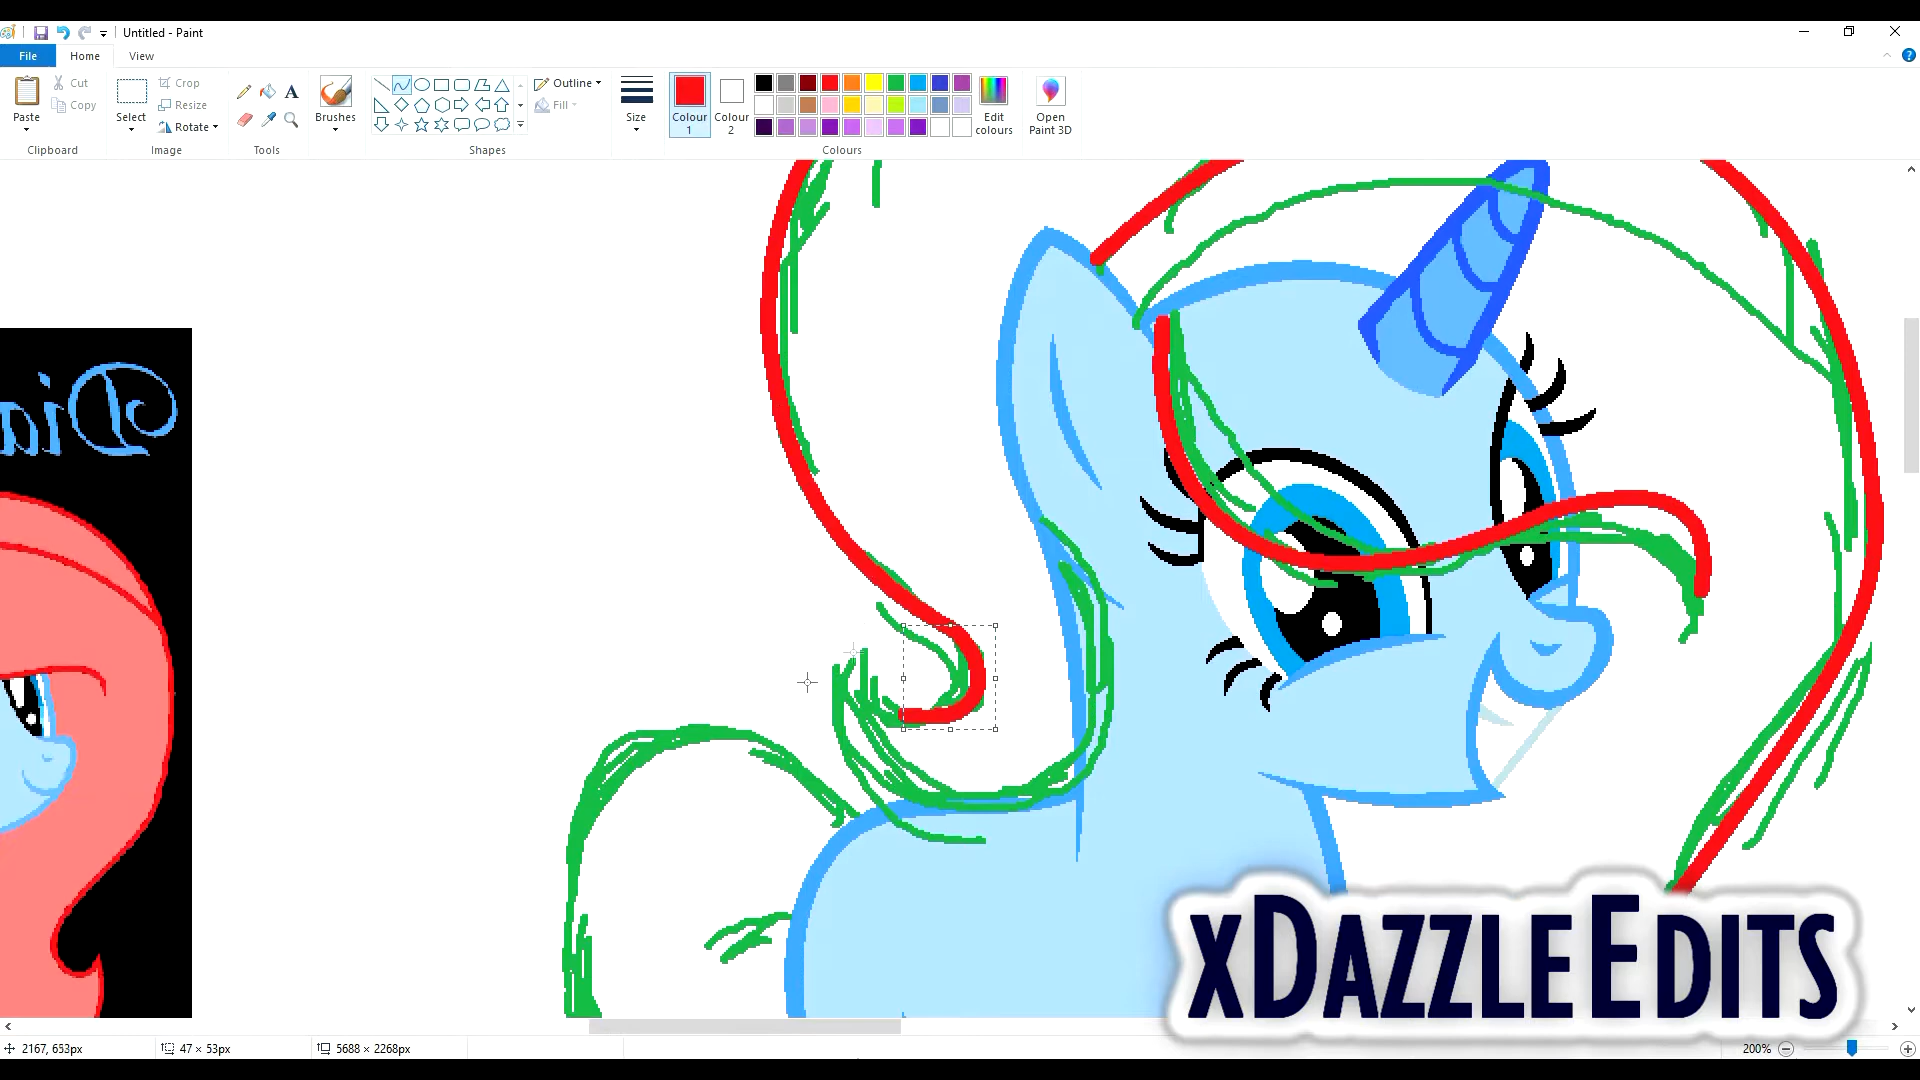 Untitled - Paint
File
Home
View
Paste
Cut
Copy
Clipboard
Select
Crop
Resize
Rotate
Image
A
Tools
Brushes
Shapes
Outline
Fill
Size
Colour
1
Colour
2
Edit
colours
Colours
Open
Paint 3D
Dia
xDazzleEdits
2167, 653px
47 × 53px
5688 × 2268px
200%